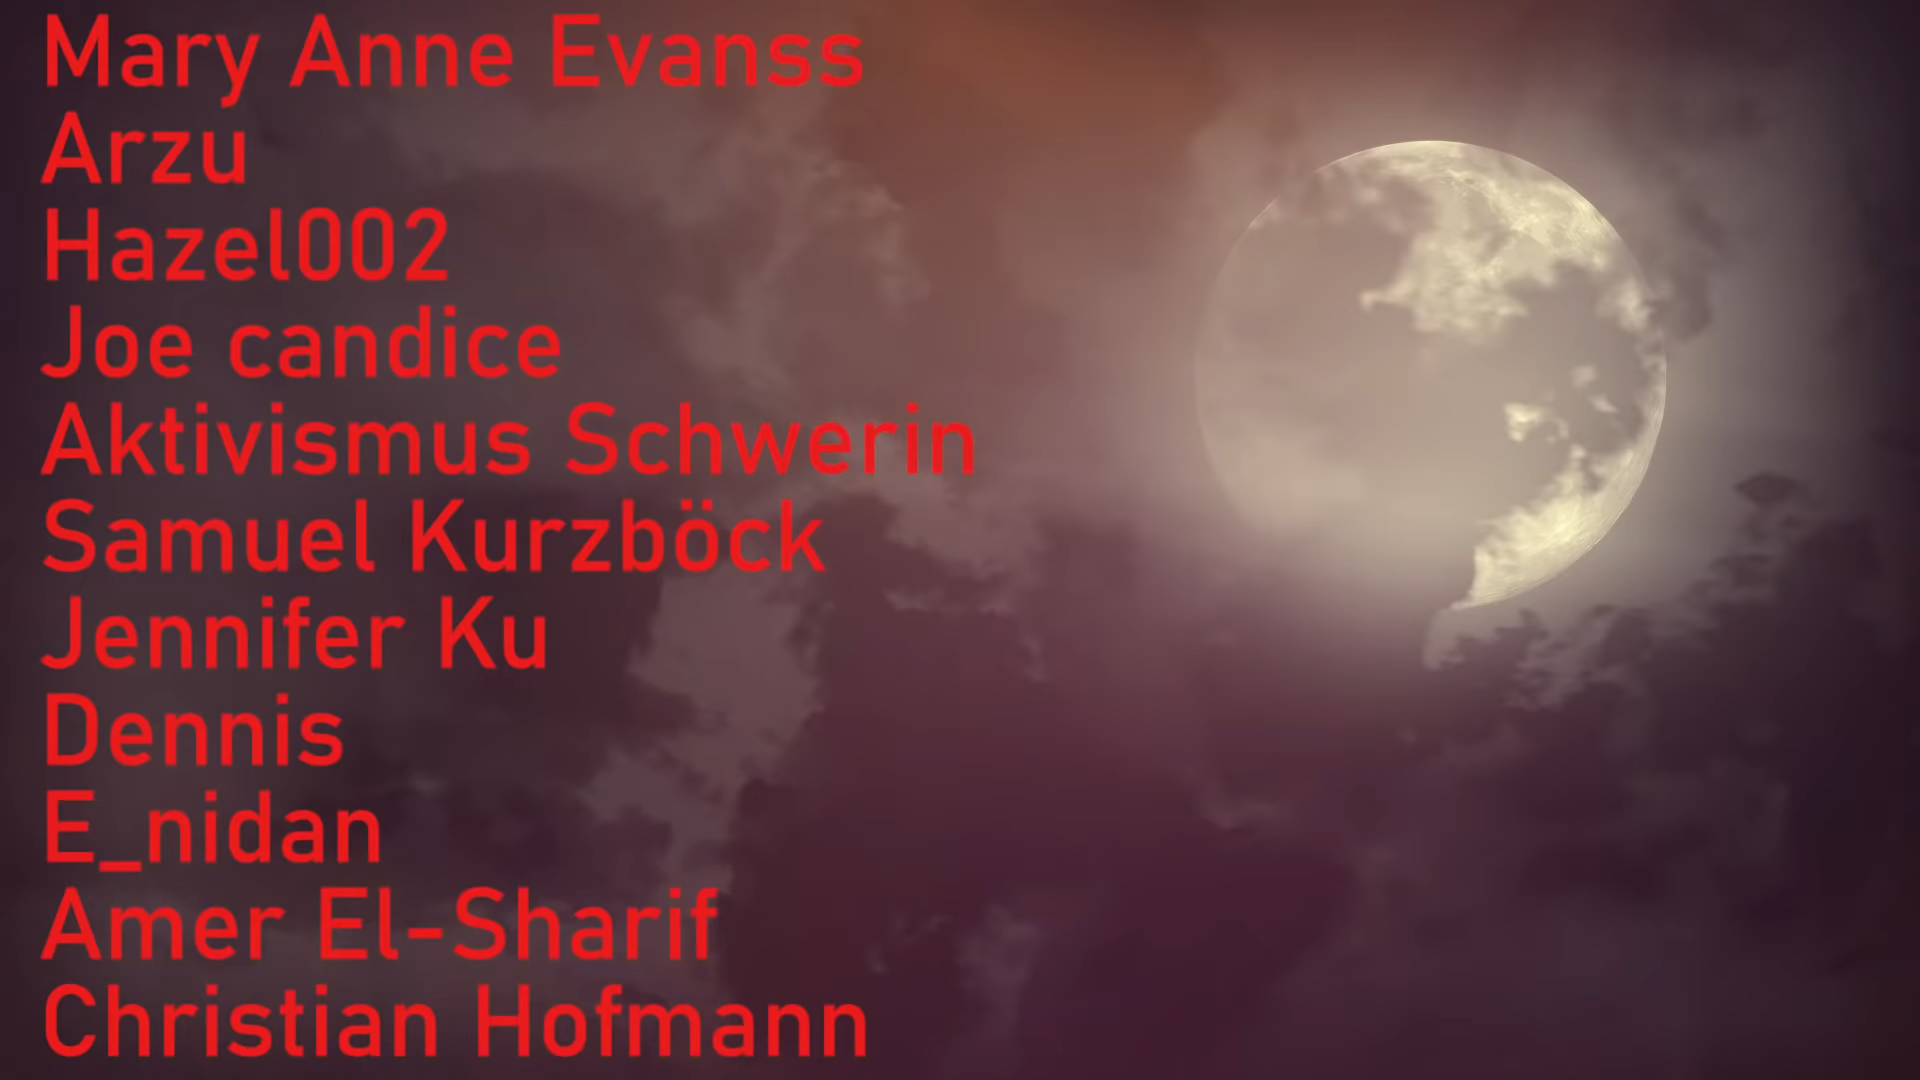 Mary Anne Evanss
Arzu
Hazel002
Joe candice
Aktivismus Schwerin
Samuel Kurzböck
Jennifer Ku
Dennis
E_nidan
Amer El-Sharif
Christian Hofmann